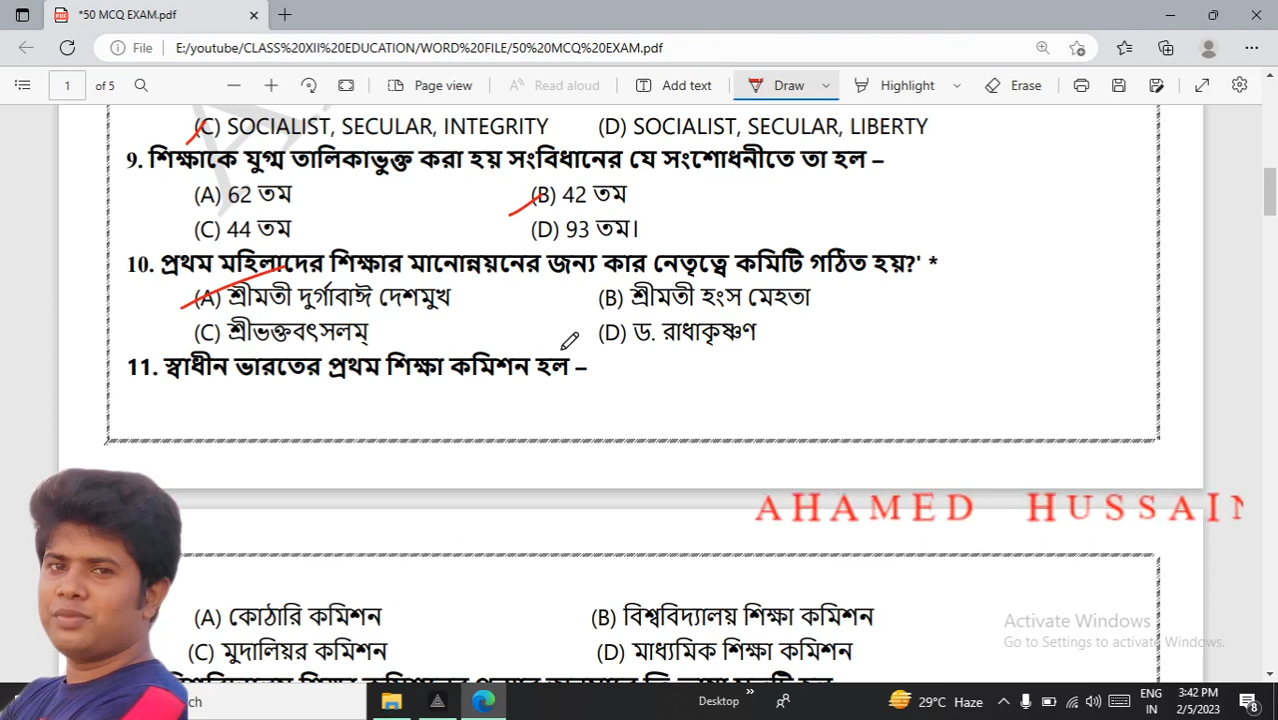 *50 MCQ EXAM.pdf
File E:/youtube/CLASS%20XII%20EDUCATION/WORD%20FILE/50%20MCQ%20EXAM.pdf
1 of 5 Page view Read aloud Add text Draw Highlight Erase
(C) SOCIALIST, SECULAR, INTEGRITY (D) SOCIALIST, SECULAR, LIBERTY
9. শিক্ষাকে যুগ্ম তালিকাভুক্ত করা হয় সংবিধানের যে সংশোধনীতে তা হল –
(A) 62 তম (B) 42 তম
(C) 44 তম (D) 93 তম।
10. প্রথম মহিলাদের শিক্ষার মানোন্নয়নের জন্য কার নেতৃত্বে কমিটি গঠিত হয়?' *
(A) শ্রীমতী দুর্গাবাঈ দেশমুখ (B) শ্রীমতী হংস মেহতা
(C) শ্রীভক্তবৎসলম্ (D) ড. রাধাকৃষ্ণণ
11. স্বাধীন ভারতের প্রথম শিক্ষা কমিশন হল –
AHAMED HUSSAIN
(A) কোঠারি কমিশন (B) বিশ্ববিদ্যালয় শিক্ষা কমিশন
(C) মুদালিয়র কমিশন (D) মাধ্যমিক শিক্ষা কমিশন
Activate Windows
Go to Settings to activate Windows.
Desktop 29°C Haze ENG IN 3:42 PM 2/5/2023 8